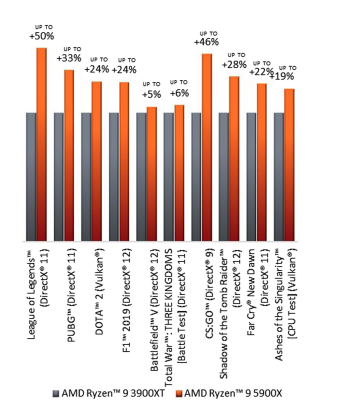 UP TO
+50%
UP TO
+33%
UP TO
+24%
UP TO
+24%
UP TO
+5%
UP TO
+6%
UP TO
+46%
UP TO
+28%
UP TO
+22%
UP TO
+19%
League of Legends™
(DirectX® 11)
PUBG™ (DirectX® 11)
DOTA™ 2 (Vulkan®)
F1™ 2019 (DirectX® 12)
Battlefield™ V (DirectX® 12)
Total War™: THREE KINGDOMS
[Battle Test] (DirectX® 11)
CS:GO™ (DirectX® 9)
Shadow of the Tomb Raider™
(DirectX® 12)
Far Cry® New Dawn
(DirectX® 11)
Ashes of the Singularity™
[CPU Test] (Vulkan®)
AMD Ryzen™ 9 3900XT
AMD Ryzen™ 9 5900X